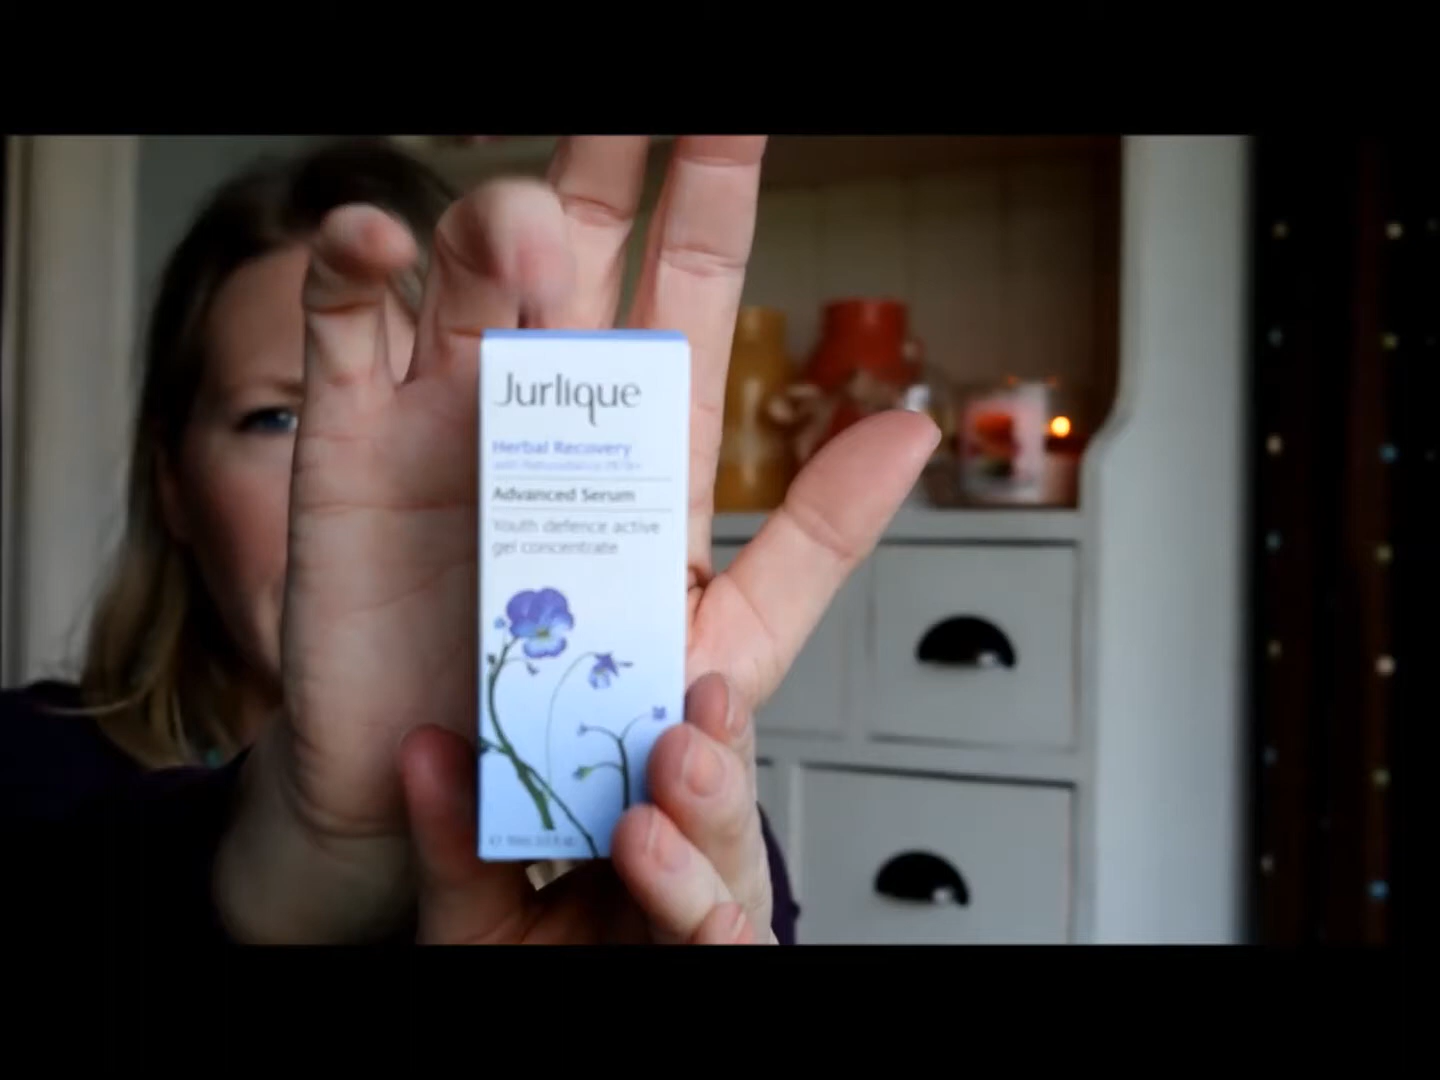 Jurlique
Herbal Recovery
Advanced Serum
Youth defence active
gel concentrate